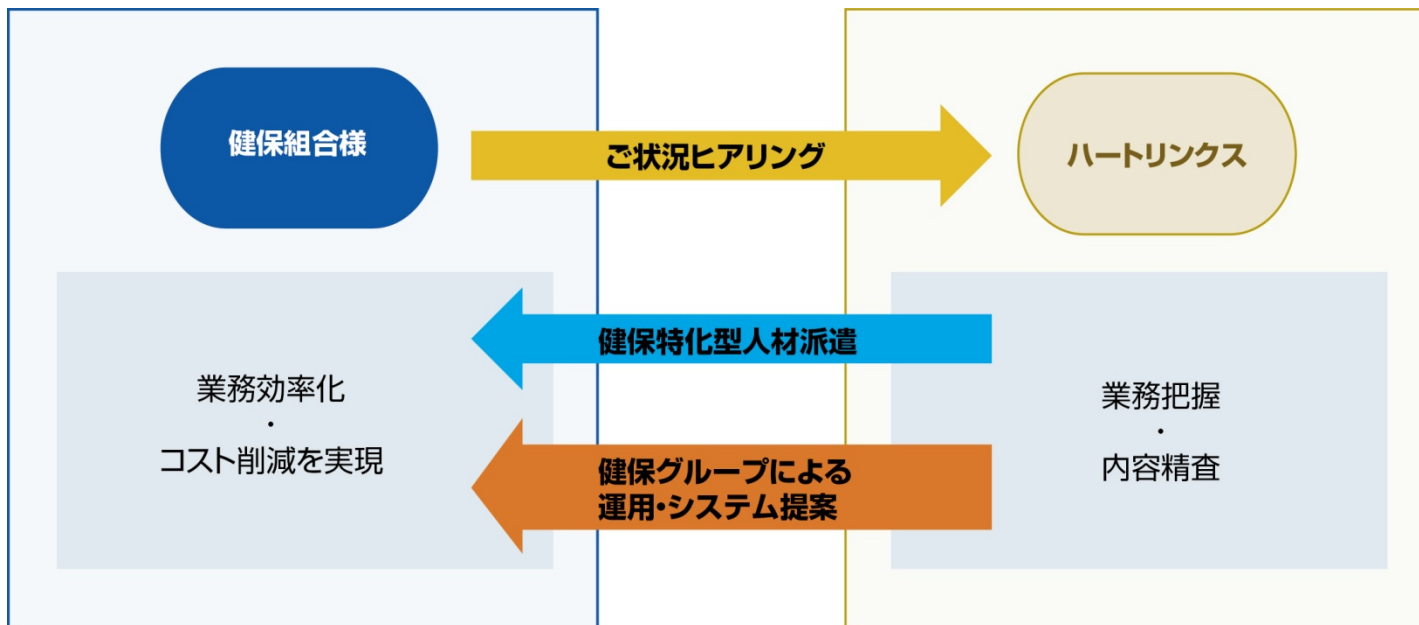 健保組合様
ご状況ヒアリング
ハートリンクス
健保特化型人材派遣
業務効率化
・
コスト削減を実現
健保グループによる
運用・システム提案
業務把握
・
内容精査